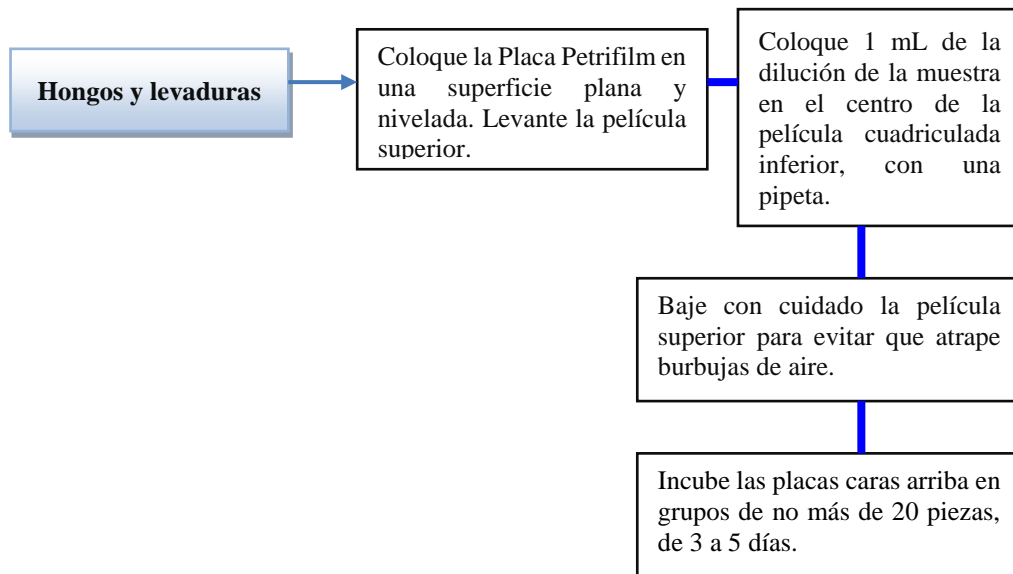 Hongos y levaduras
Coloque la Placa Petrifilm en
una superficie plana y
nivelada. Levante la película
superior.
Coloque 1 mL de la
dilución de la muestra
en el centro de la
película cuadriculada
inferior, con una
pipeta.
Baje con cuidado la película
superior para evitar que atrape
burbujas de aire.
Incube las placas caras arriba en
grupos de no más de 20 piezas,
de 3 a 5 días.